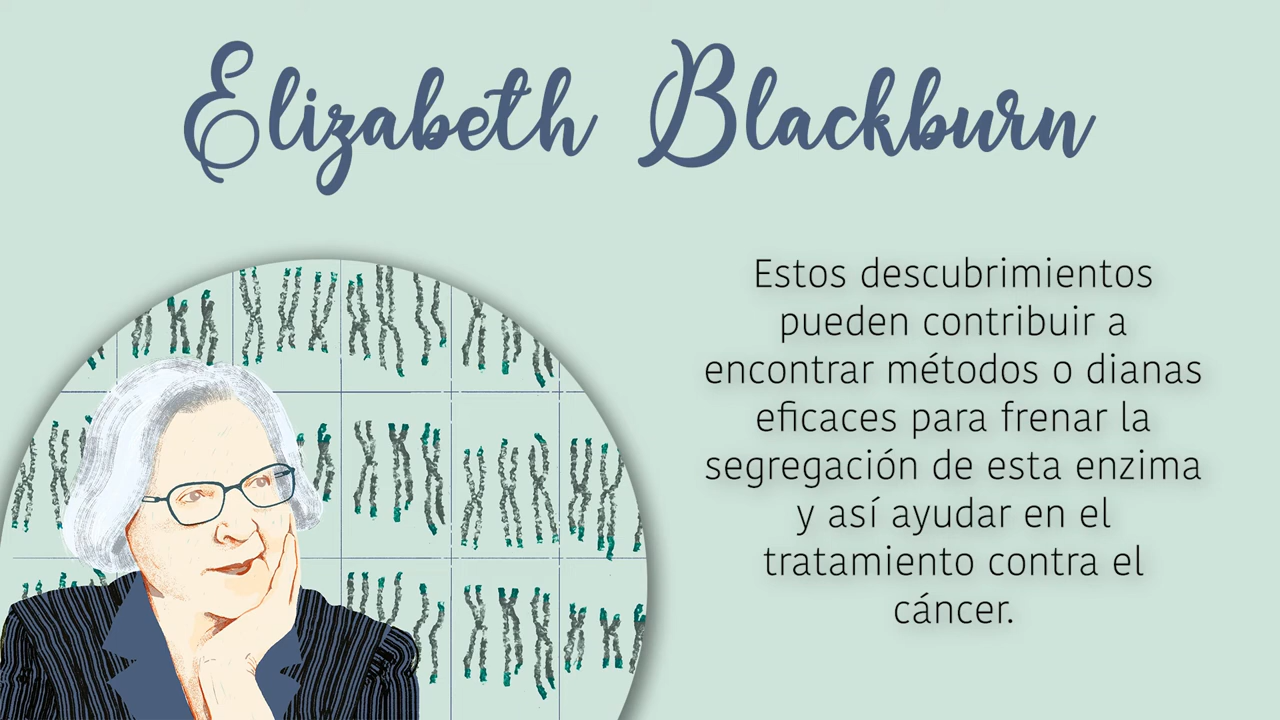 Elizabeth Blackburn
Estos descubrimientos
pueden contribuir a
encontrar métodos o dianas
eficaces para frenar la
segregación de esta enzima
y así ayudar en el
tratamiento contra el
cáncer.